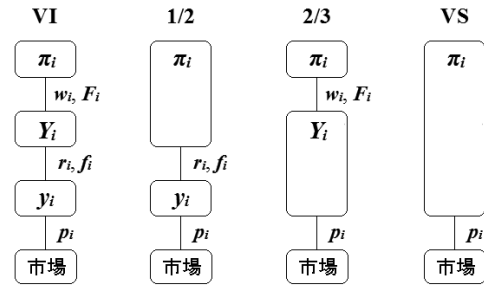 VI 1/2 2/3 VS
πi πi πi πi
wi, Fi wi, Fi
Yi Yi
ri, fi ri, fi
yi yi
pi pi pi pi
市場 市場 市場 市場